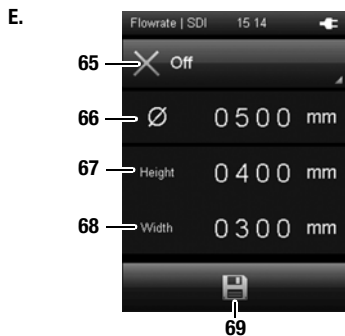 E.
Flowrate | SDI 15 14
65 Off
66 Ø 0500 mm
67 Height 0400 mm
68 Width 0300 mm
69